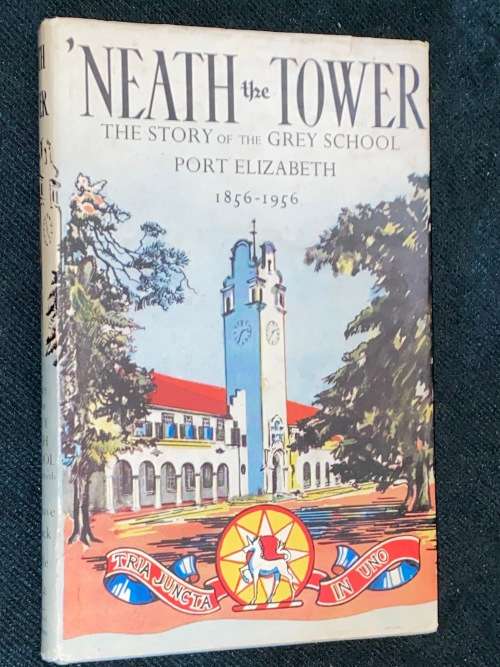 'NEATH the TOWER
THE STORY OF THE GREY SCHOOL
PORT ELIZABETH
1856-1956
TRIA JUNCTA
IN UNO